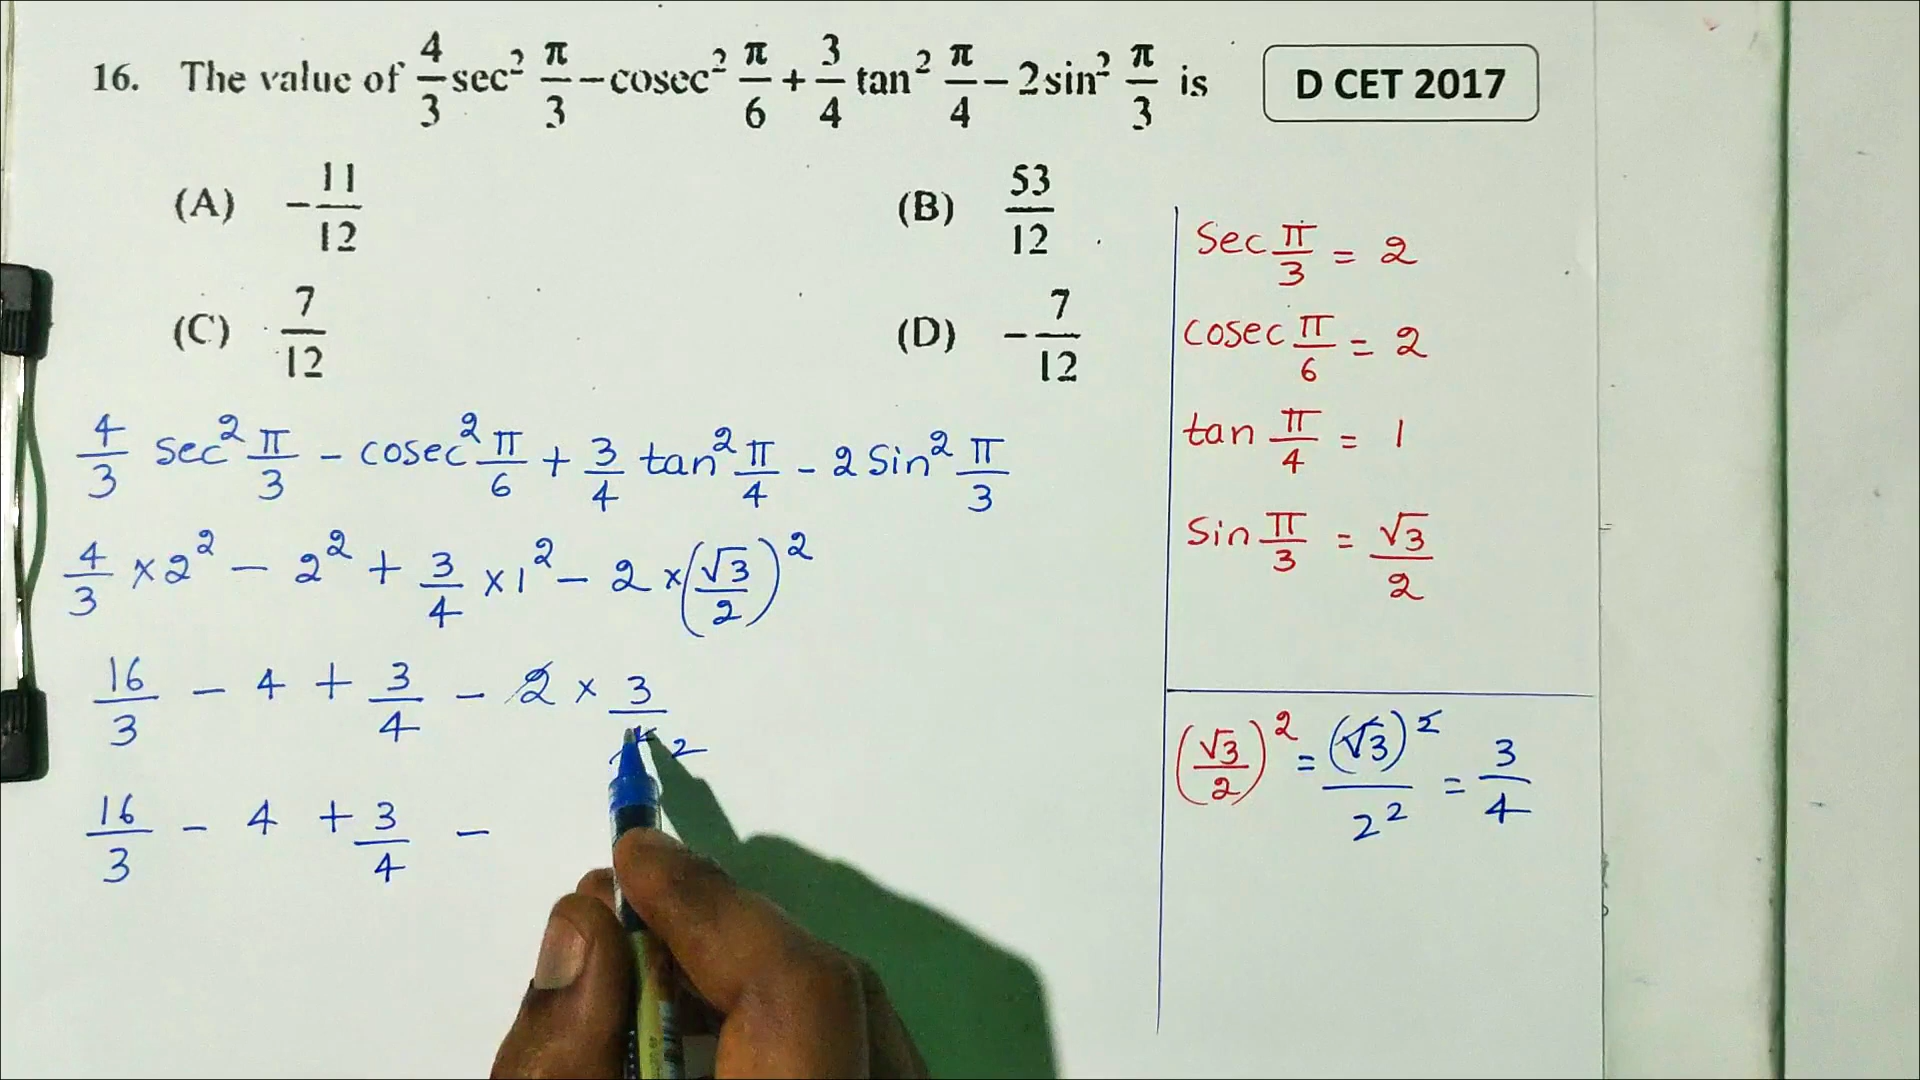 16. The value of 4/3 sec² π/3 − cosec² π/6 + 3/4 tan² π/4 − 2sin² π/3 is
D CET 2017
(A) −11/12
(B) 53/12
(C) 7/12
(D) −7/12
sec π/3 = 2
cosec π/6 = 2
tan π/4 = 1
Sin π/3 = √3/2
4/3 sec² π/3 − cosec² π/6 + 3/4 tan² π/4 − 2 Sin² π/3
4/3 × 2² − 2² + 3/4 × 1² − 2 × (√3/2)²
16/3 − 4 + 3/4 − 2 × 3/4 2
16/3 − 4 + 3/4 −
(√3/2)² = (√3)²/2² = 3/4